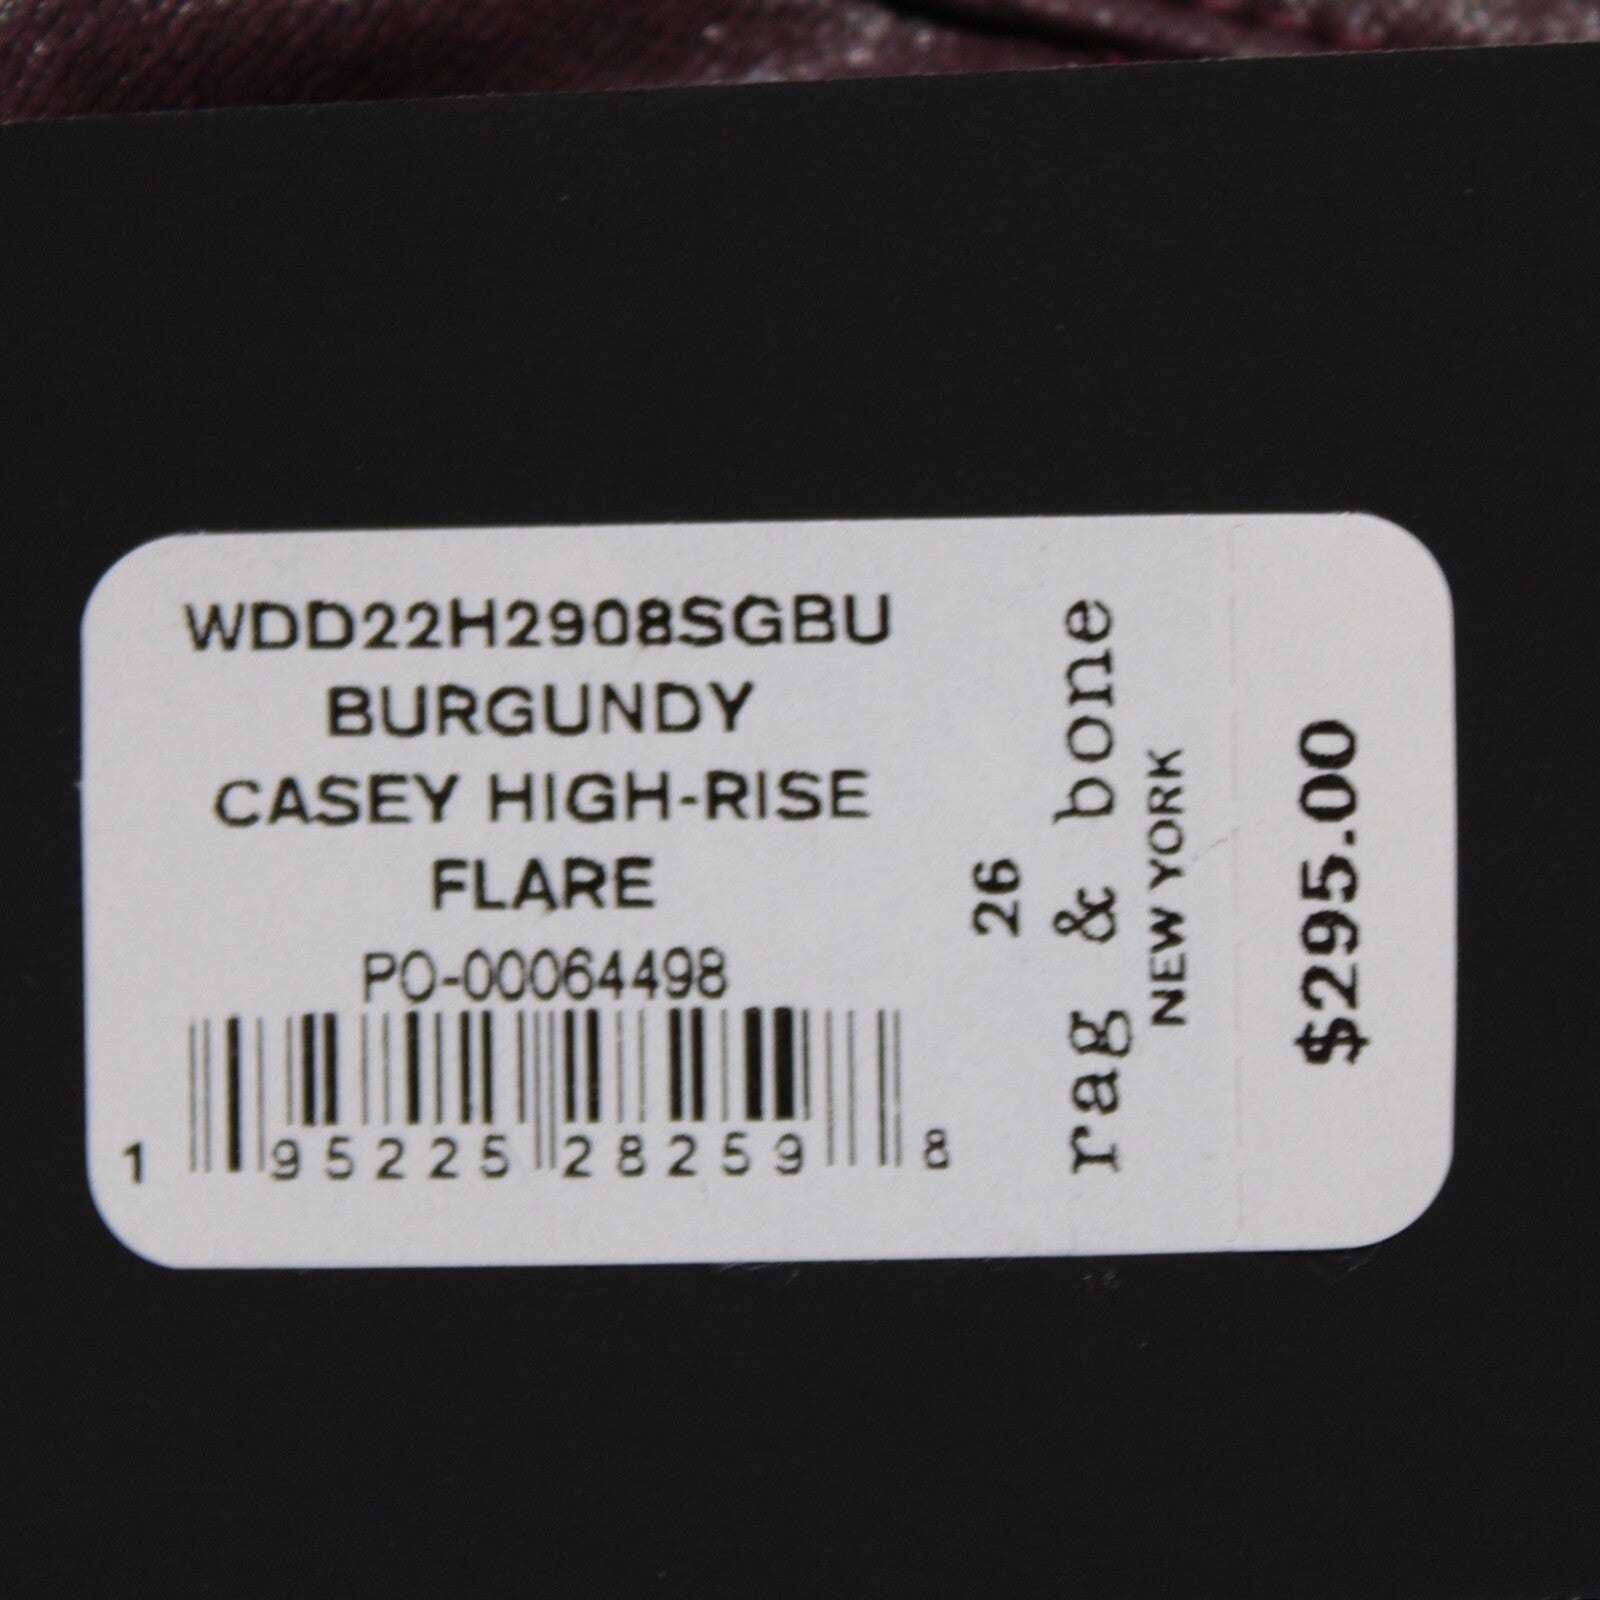 WDD22H2908SGBU
BURGUNDY
CASEY HIGH-RISE
FLARE
PO-00064498
1 95225 28259 8
26
rag & bone
NEW YORK
$295.00